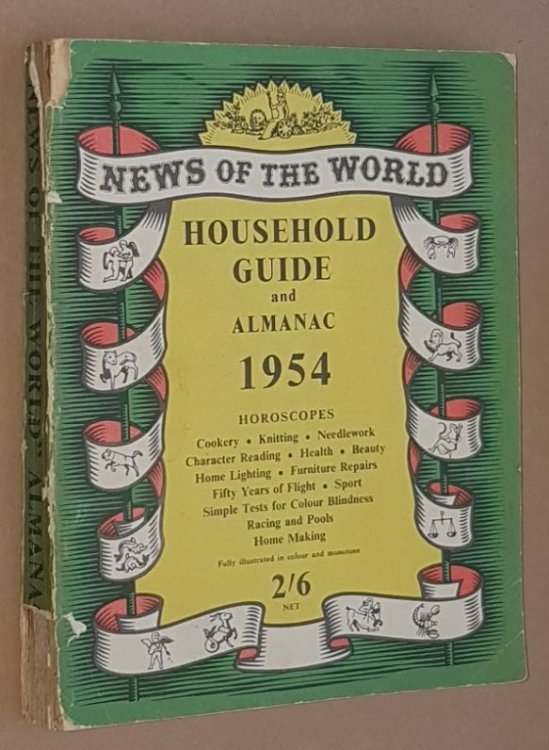 NEWS OF THE WORLD
HOUSEHOLD
GUIDE
and
ALMANAC
1954
HOROSCOPES
Cookery • Knitting • Needlework
Character Reading • Health • Beauty
Home Lighting • Furniture Repairs
Fifty Years of Flight • Sport
Simple Tests for Colour Blindness
Racing and Pools
Home Making
Fully illustrated in colour and monotone
2/6
NET
NEWS OF THE WORLD" ALMANA